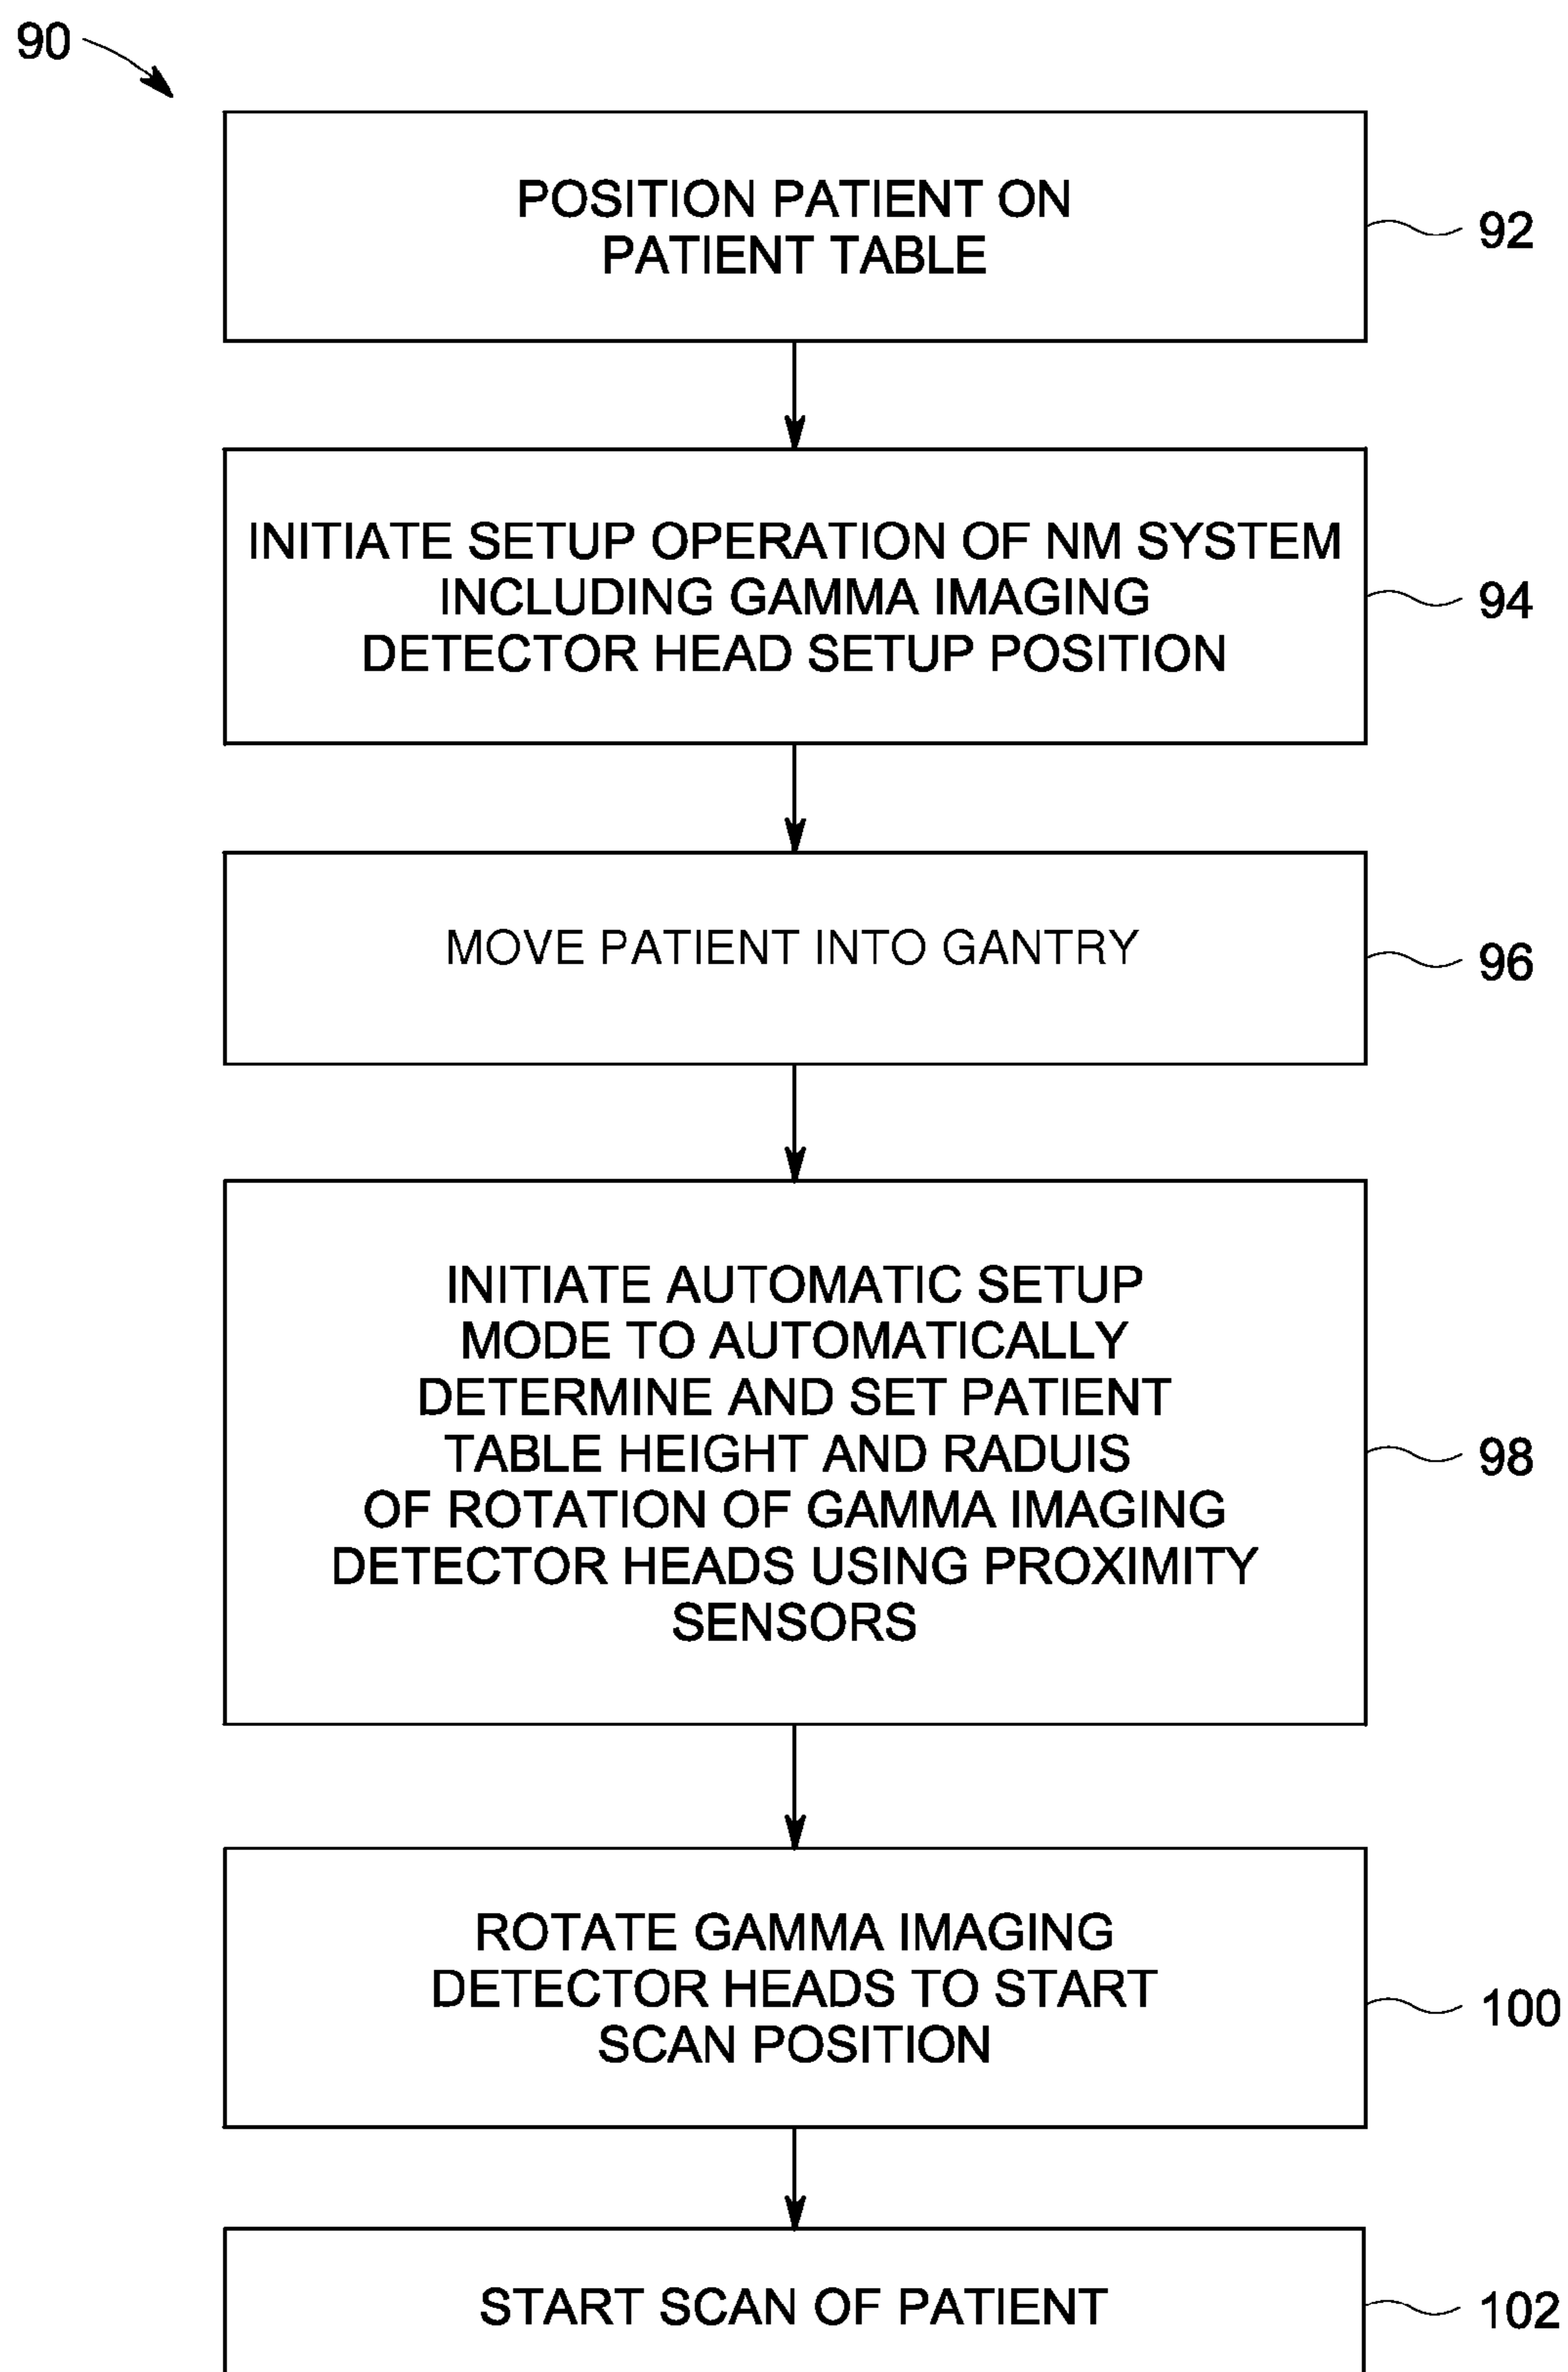 90
POSITION PATIENT ON
PATIENT TABLE
92
INITIATE SETUP OPERATION OF NM SYSTEM
INCLUDING GAMMA IMAGING
DETECTOR HEAD SETUP POSITION
94
MOVE PATIENT INTO GANTRY
96
INITIATE AUTOMATIC SETUP
MODE TO AUTOMATICALLY
DETERMINE AND SET PATIENT
TABLE HEIGHT AND RADUIS
OF ROTATION OF GAMMA IMAGING
DETECTOR HEADS USING PROXIMITY
SENSORS
98
ROTATE GAMMA IMAGING
DETECTOR HEADS TO START
SCAN POSITION
100
START SCAN OF PATIENT
102